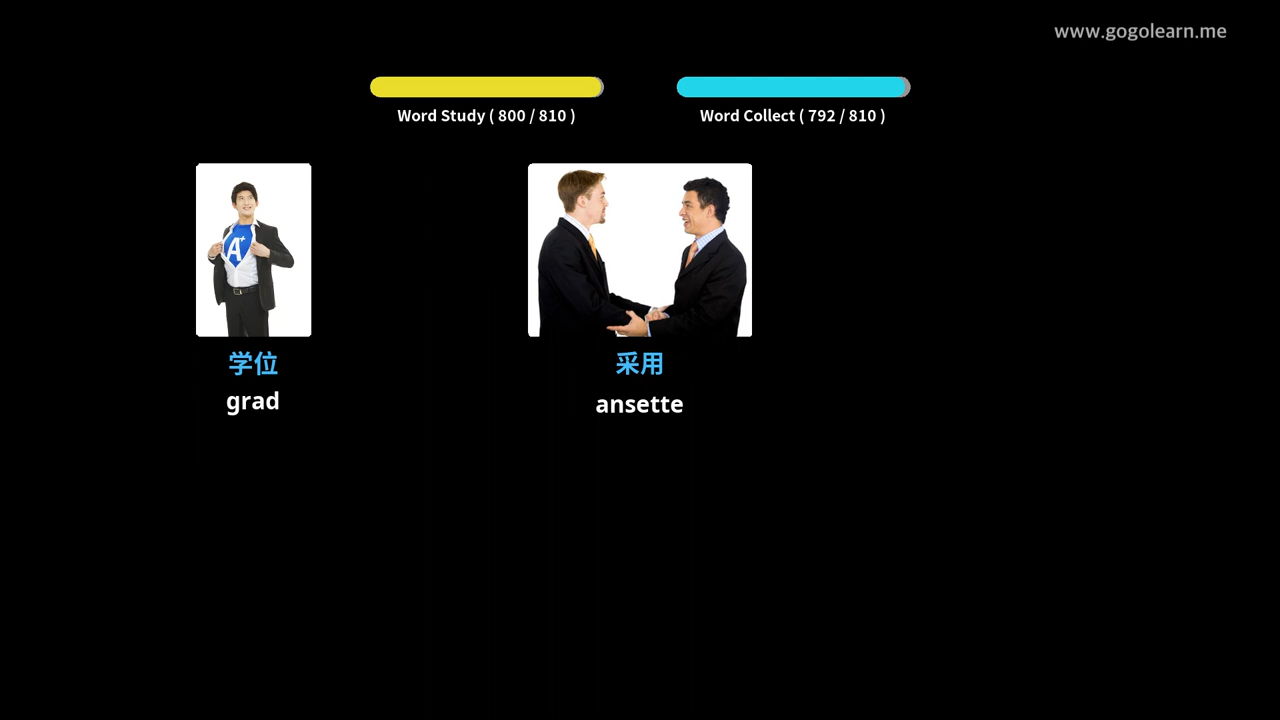 www.gogolearn.me
Word Study ( 800 / 810 )
Word Collect ( 792 / 810 )
A+
学位
grad
采用
ansette